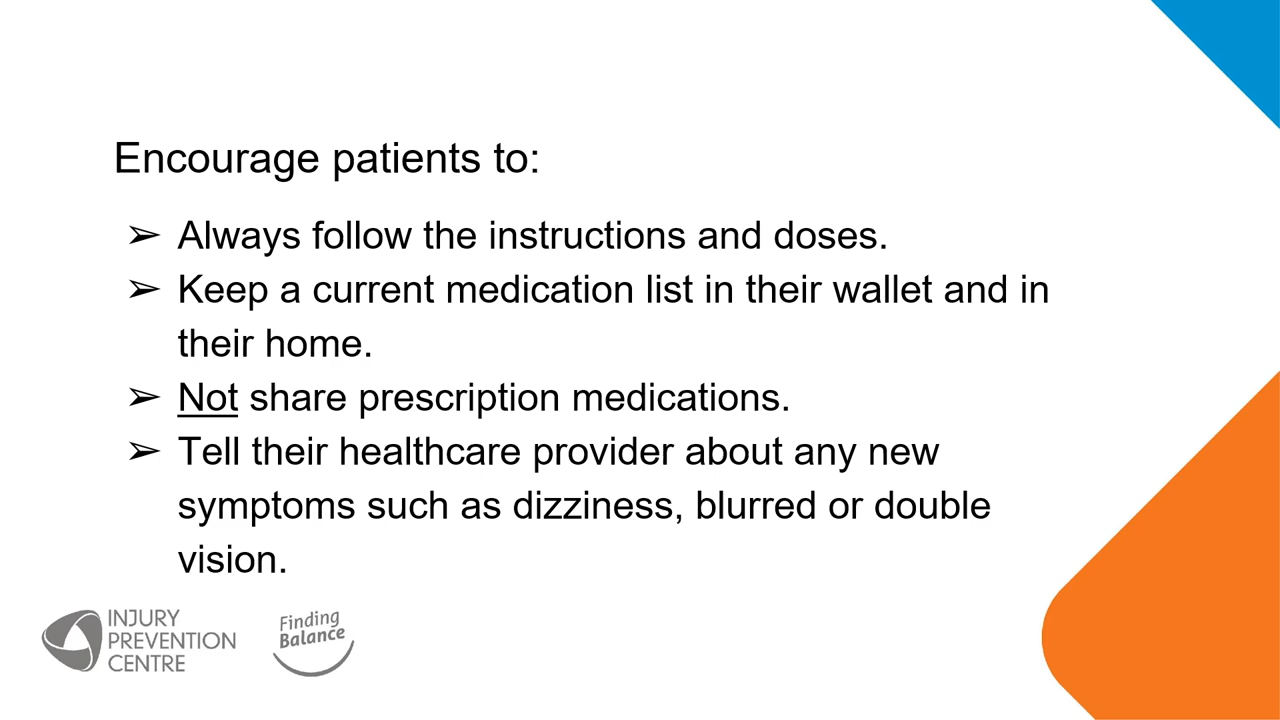 Encourage patients to:
➢ Always follow the instructions and doses.
➢ Keep a current medication list in their wallet and in
their home.
➢ Not share prescription medications.
➢ Tell their healthcare provider about any new
symptoms such as dizziness, blurred or double
vision.
INJURY
PREVENTION
CENTRE
Finding
Balance